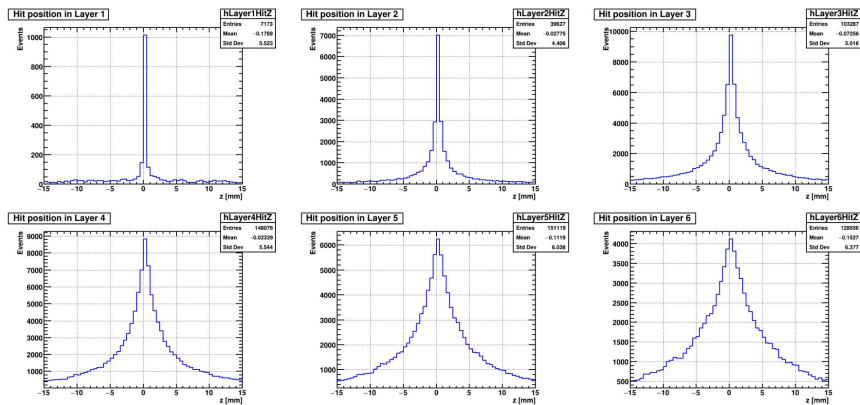 Hit position in Layer 1
hLayer1HitZ
Entries 7173
Mean −0.1789
Std Dev 5.523
Events
1000
800
600
400
200
0
−15 −10 −5 0 5 10 15
z [mm]
Hit position in Layer 2
hLayer2HitZ
Entries 39627
Mean −0.02775
Std Dev 4.406
Events
7000
6000
5000
4000
3000
2000
1000
0
−15 −10 −5 0 5 10 15
z [mm]
Hit position in Layer 3
hLayer3HitZ
Entries 103287
Mean −0.07256
Std Dev 5.018
Events
10000
8000
6000
4000
2000
0
−15 −10 −5 0 5 10 15
z [mm]
Hit position in Layer 4
hLayer4HitZ
Entries 148076
Mean −0.02339
Std Dev 5.544
Events
9000
8000
7000
6000
5000
4000
3000
2000
1000
−15 −10 −5 0 5 10 15
z [mm]
Hit position in Layer 5
hLayer5HitZ
Entries 151119
Mean −0.1119
Std Dev 6.038
Events
6000
5000
4000
3000
2000
1000
−15 −10 −5 0 5 10 15
z [mm]
Hit position in Layer 6
hLayer6HitZ
Entries 128556
Mean −0.1527
Std Dev 6.377
Events
4000
3500
3000
2500
2000
1500
1000
500
−15 −10 −5 0 5 10 15
z [mm]